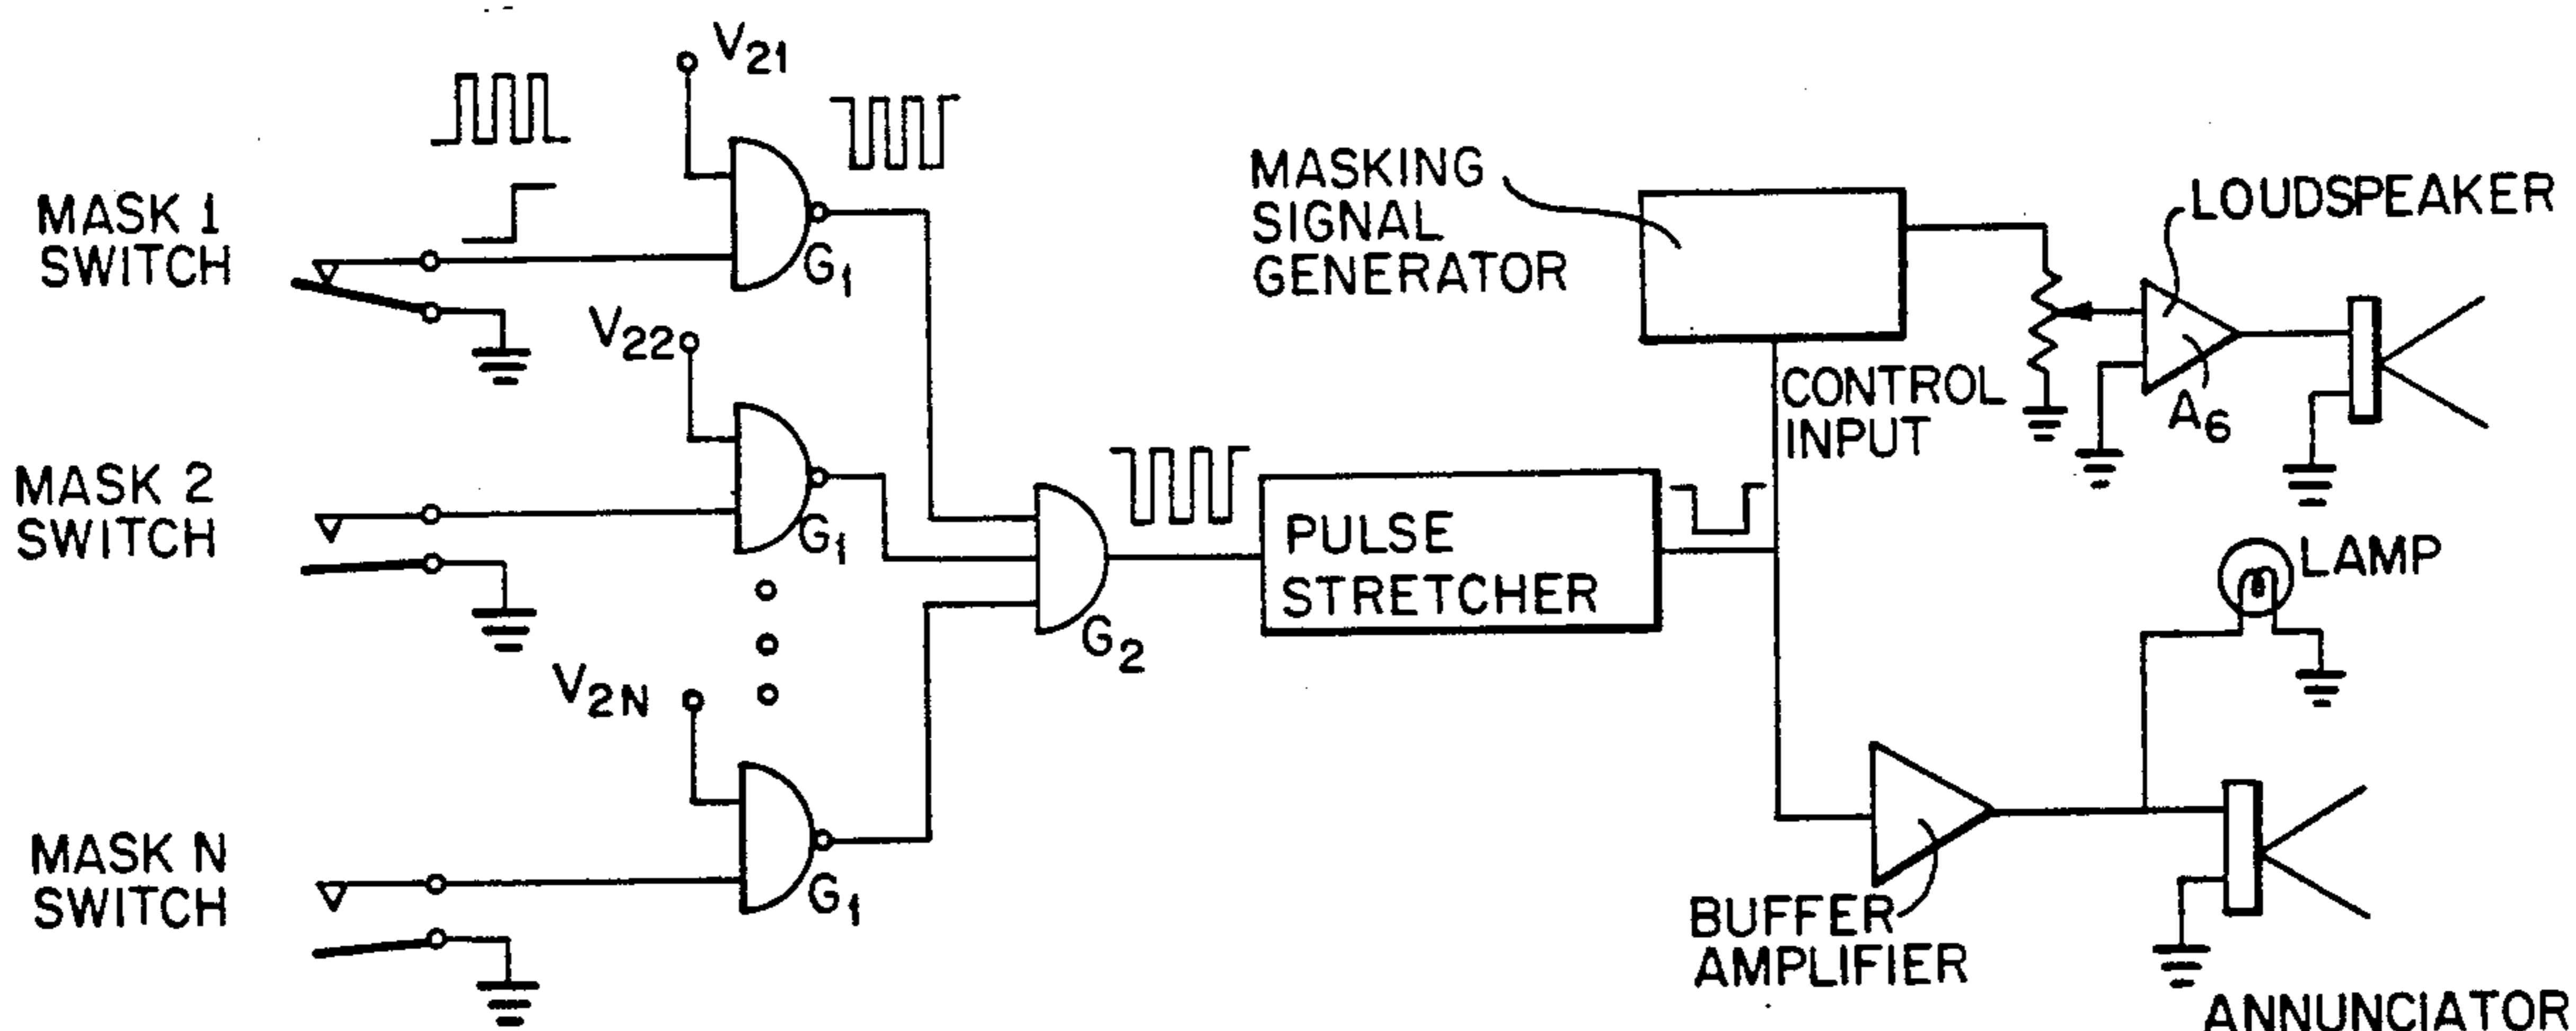 V21
MASK 1
SWITCH
G1
V22
MASK 2
SWITCH
G1
V2N
MASK N
SWITCH
G1
G2
PULSE
STRETCHER
MASKING
SIGNAL
GENERATOR
CONTROL
INPUT
LOUDSPEAKER
A6
LAMP
BUFFER
AMPLIFIER
ANNUNCIATOR